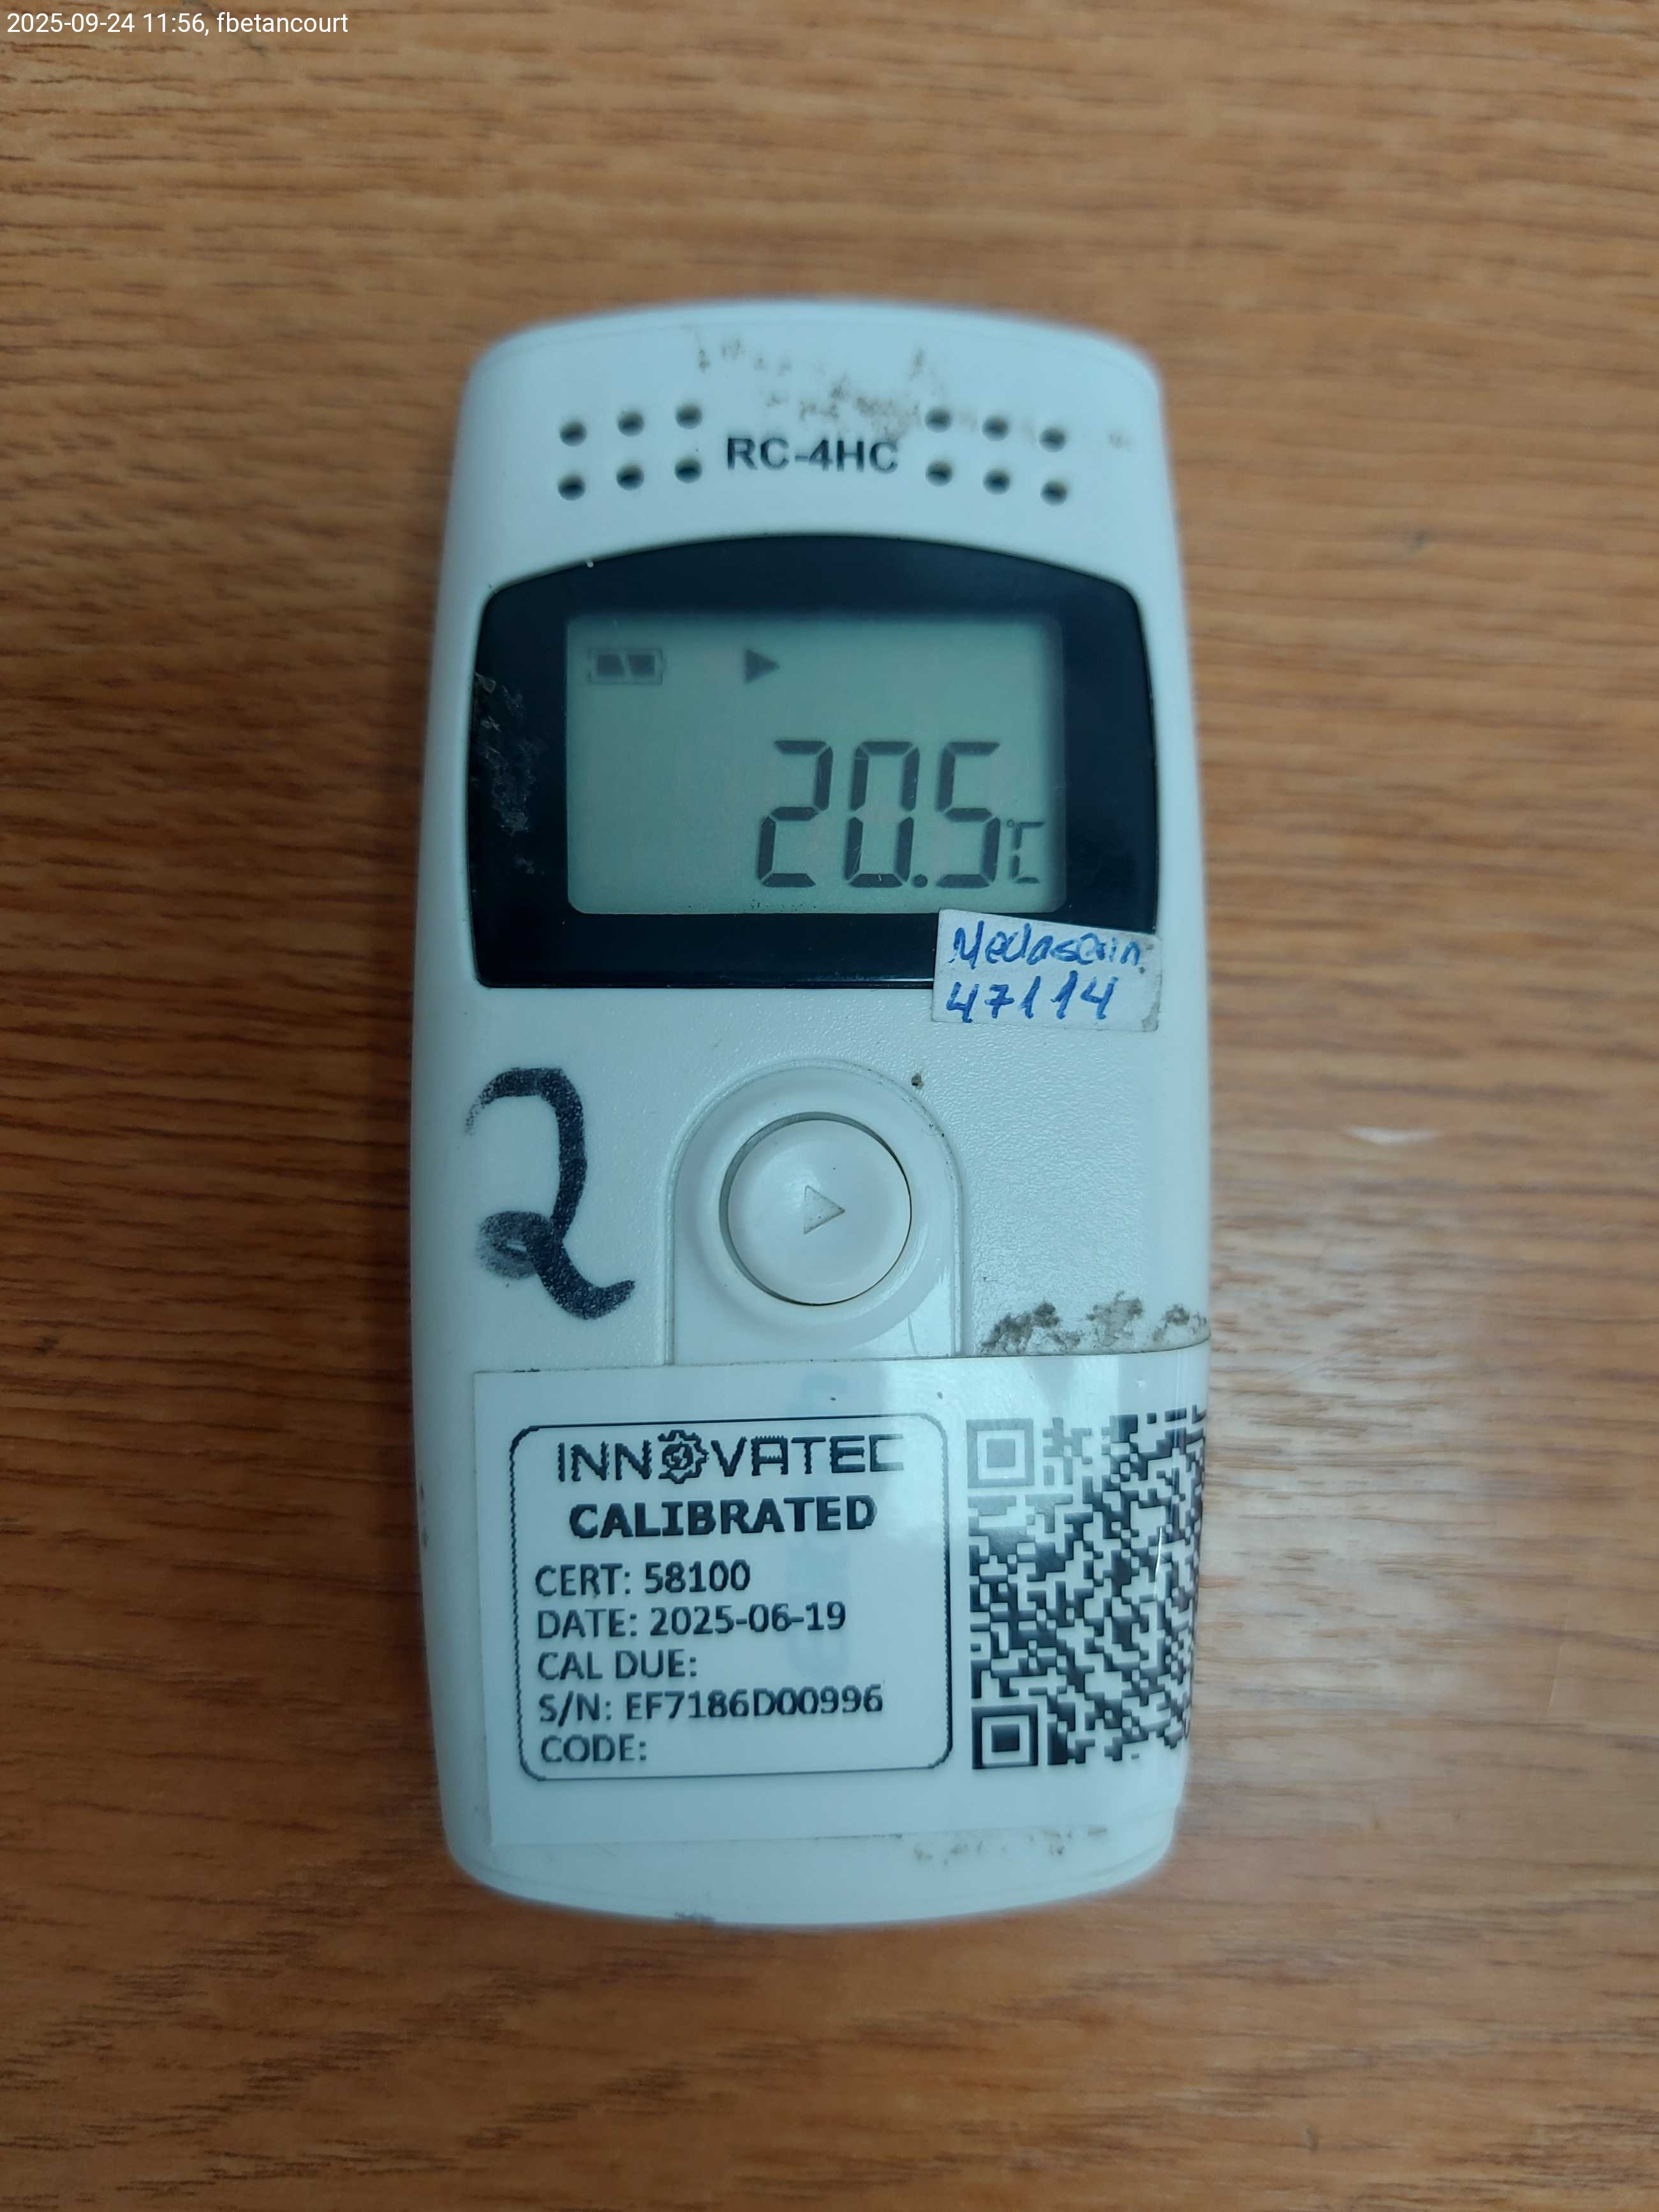 2025-09-24 11:56, fbetancourt
RC-4HC
20.5℃
47114
2
INNOVATEC
CALIBRATED
CERT: 58100
DATE: 2025-06-19
CAL DUE:
S/N: EF7186D00996
CODE: